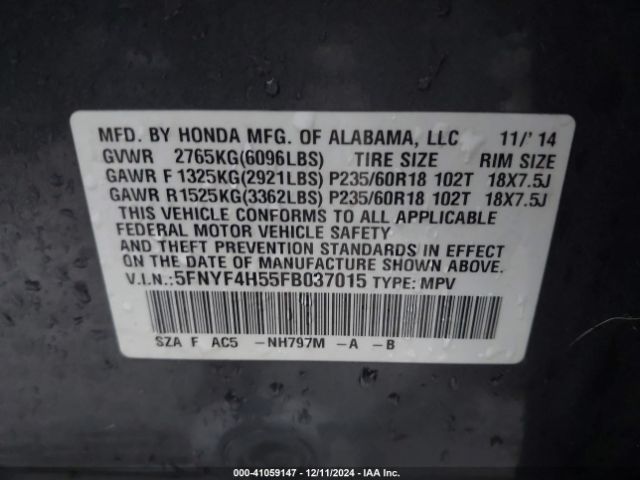 MFD. BY HONDA MFG. OF ALABAMA, LLC 11/' 14
GVWR 2765KG(6096LBS) TIRE SIZE RIM SIZE
GAWR F 1325KG(2921LBS) P235/60R18 102T 18X7.5J
GAWR R1525KG(3362LBS) P235/60R18 102T 18X7.5J
THIS VEHICLE CONFORMS TO ALL APPLICABLE
FEDERAL MOTOR VEHICLE SAFETY
AND THEFT PREVENTION STANDARDS IN EFFECT
ON THE DATE OF MANUFACTURE SHOWN ABOVE.
V.I.N.:5FNYF4H55FB037015 TYPE: MPV
SZA F AC5 -NH797M -A -B
000-41059147 - 12/11/2024 - IAA Inc.